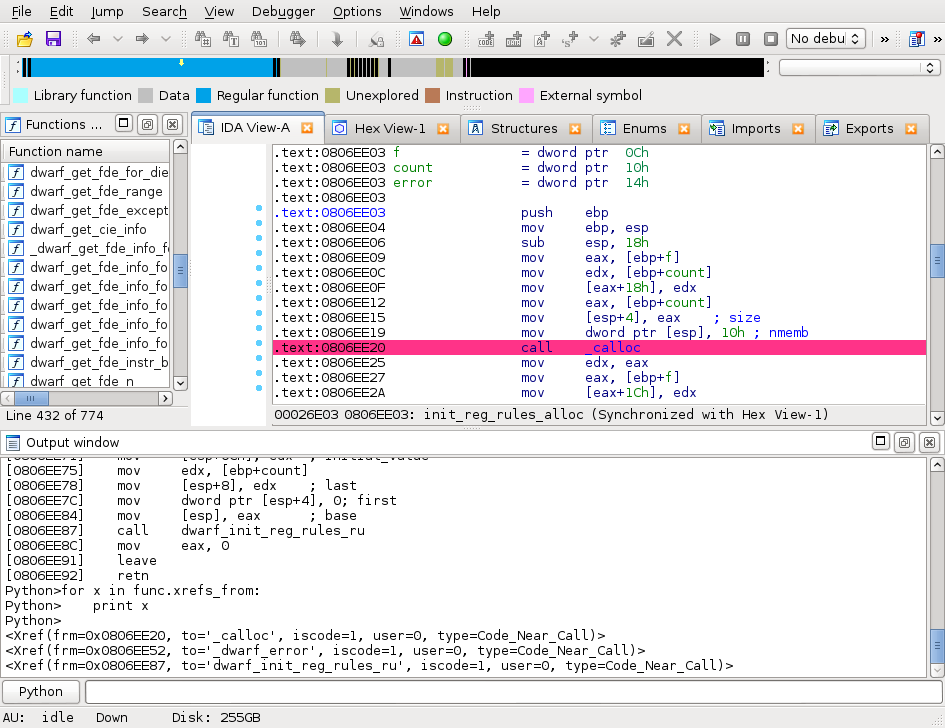 File Edit Jump Search View Debugger Options Windows Help
No debu
Library function Data Regular function Unexplored Instruction External symbol
Functions ...
IDA View-A Hex View-1 Structures Enums Imports Exports
Function name
dwarf_get_fde_for_die
dwarf_get_fde_range
dwarf_get_fde_except
dwarf_get_cie_info
_dwarf_get_fde_info_fo
dwarf_get_fde_info_fo
dwarf_get_fde_info_fo
dwarf_get_fde_info_fo
dwarf_get_fde_info_fo
dwarf_get_fde_info_fo
dwarf_get_fde_instr_b
dwarf_get_fde_n
Line 432 of 774
.text:0806EE03 f = dword ptr 0Ch
.text:0806EE03 count = dword ptr 10h
.text:0806EE03 error = dword ptr 14h
.text:0806EE03
.text:0806EE03 push ebp
.text:0806EE04 mov ebp, esp
.text:0806EE06 sub esp, 18h
.text:0806EE09 mov eax, [ebp+f]
.text:0806EE0C mov edx, [ebp+count]
.text:0806EE0F mov [eax+18h], edx
.text:0806EE12 mov eax, [ebp+count]
.text:0806EE15 mov [esp+4], eax ; size
.text:0806EE19 mov dword ptr [esp], 10h ; nmemb
.text:0806EE20 call _calloc
.text:0806EE25 mov edx, eax
.text:0806EE27 mov eax, [ebp+f]
.text:0806EE2A mov [eax+1Ch], edx
00026E03 0806EE03: init_reg_rules_alloc (Synchronized with Hex View-1)
Output window
[0806EE75] mov edx, [ebp+count]
[0806EE78] mov [esp+8], edx ; last
[0806EE7C] mov dword ptr [esp+4], 0; first
[0806EE84] mov [esp], eax ; base
[0806EE87] call dwarf_init_reg_rules_ru
[0806EE8C] mov eax, 0
[0806EE91] leave
[0806EE92] retn
Python>for x in func.xrefs_from:
Python> print x
Python>
<Xref(frm=0x0806EE20, to='_calloc', iscode=1, user=0, type=Code_Near_Call)>
<Xref(frm=0x0806EE52, to='_dwarf_error', iscode=1, user=0, type=Code_Near_Call)>
<Xref(frm=0x0806EE87, to='dwarf_init_reg_rules_ru', iscode=1, user=0, type=Code_Near_Call)>
Python
AU: idle Down Disk: 255GB